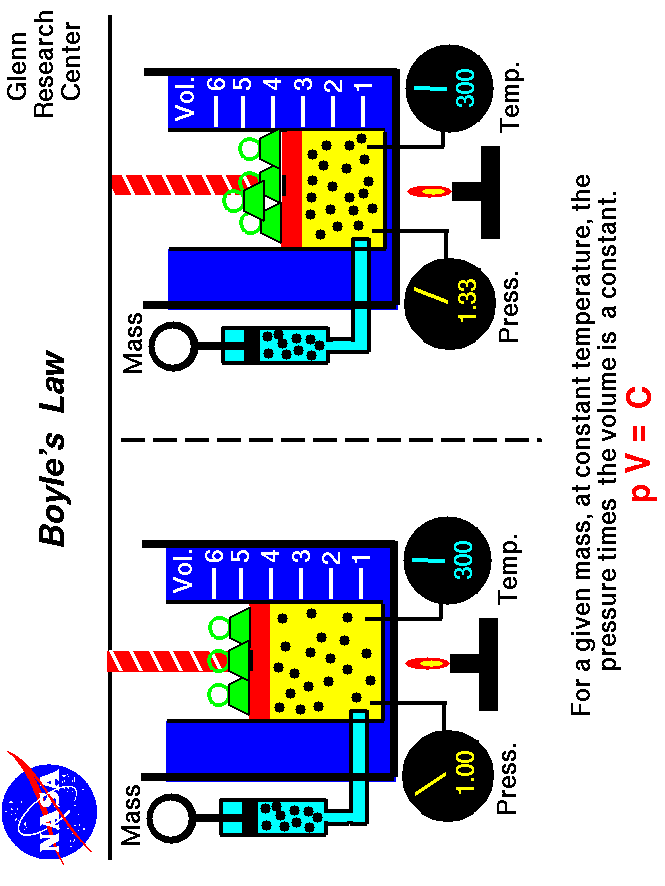 NASA
Boyle's Law
Glenn
Research
Center
Mass
Vol.
6
5
4
3
2
1
1.00
Press.
300
Temp.
Mass
Vol.
6
5
4
3
2
1
1.33
Press.
300
Temp.
For a given mass, at constant temperature, the
pressure times the volume is a constant.
p V = C